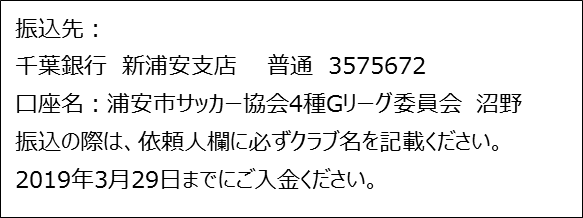 振込先：
千葉銀行 新浦安支店 普通 3575672
口座名：浦安市サッカー協会4種Gリーグ委員会 沼野
振込の際は、依頼人欄に必ずクラブ名を記載ください。
2019年3月29日までにご入金ください。